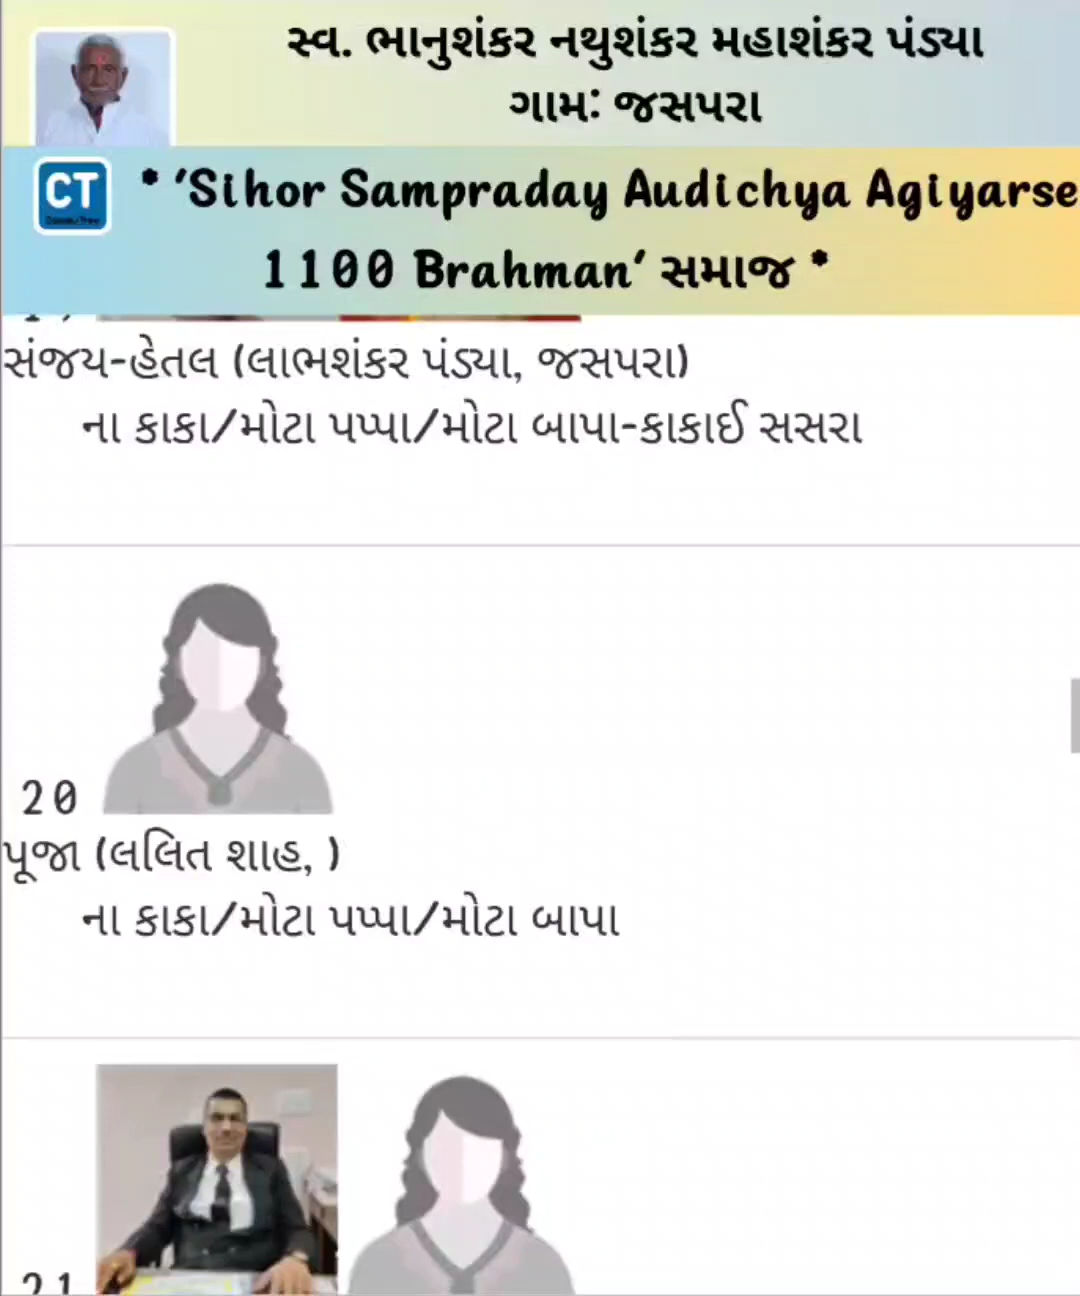 સ્વ. ભાનુશંકર નથુશંકર મહાશંકર પંડ્યા
ગામ: જસપરા
CT
* 'Sihor Sampraday Audichya Agiyarse
1100 Brahman' સમાજ *
સંજય-હેતલ (લાભશંકર પંડ્યા, જસપરા)
ના કાકા/મોટા પપ્પા/મોટા બાપા-કાકાઈ સસરા
20
પૂજા (લલિત શાહ, )
ના કાકા/મોટા પપ્પા/મોટા બાપા
21